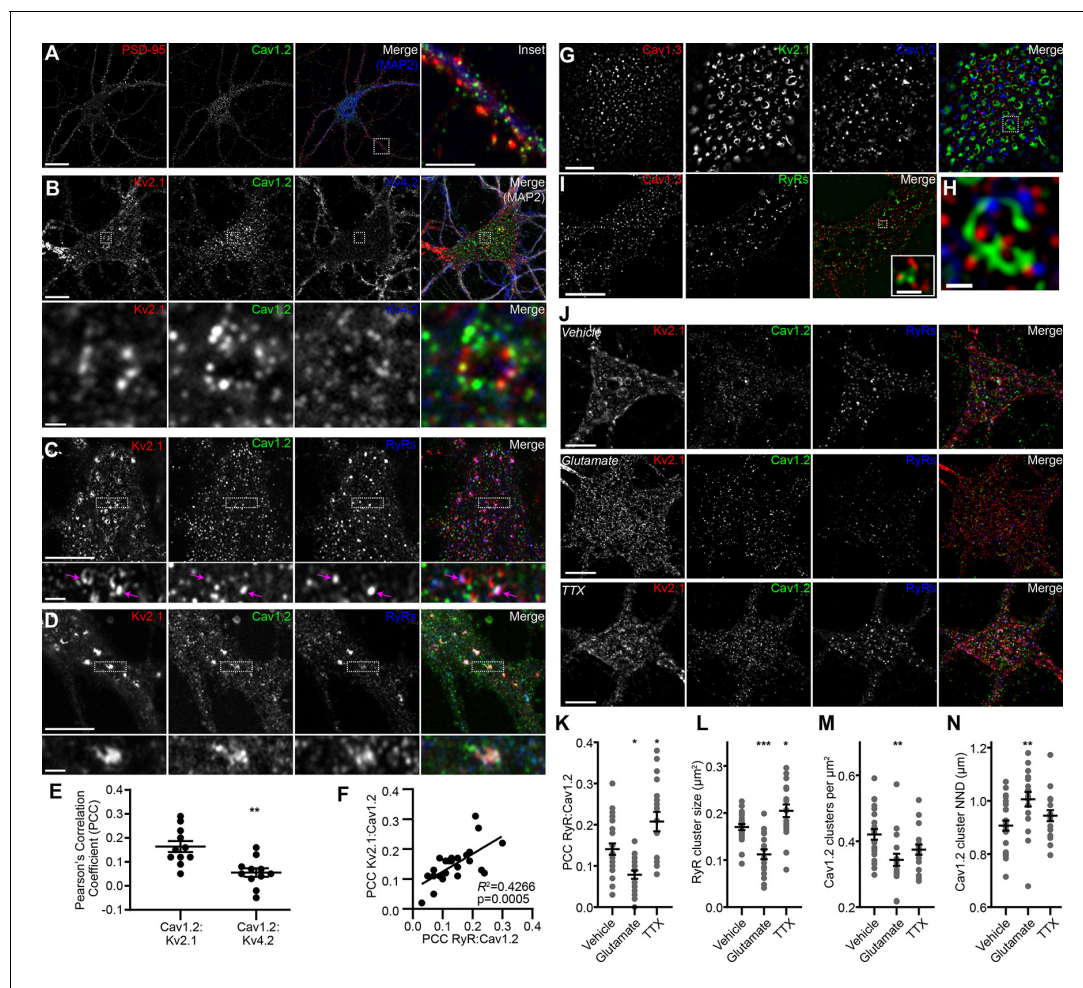 A
PSD-95
Cav1.2
Merge
(MAP2)
Inset
B
Kv2.1
Cav1.2
Kv4.2
Merge
(MAP2)
Kv2.1
Cav1.2
Kv4.2
Merge
C
Kv2.1
Cav1.2
RyRs
Merge
D
Kv2.1
Cav1.2
RyRs
Merge
E
Pearson's Correlation
Coefficient (PCC)
0.4
0.3
0.2
0.1
0.0
-0.1
**
Cav1.2:
Kv2.1
Cav1.2:
Kv4.2
F
PCC Kv2.1:Cav1.2
0.4
0.3
0.2
0.1
0.0
R²=0.4266
p=0.0005
0.0
0.1
0.2
0.3
0.4
PCC RyR:Cav1.2
G
Cav1.3
Kv2.1
Cav1.2
Merge
I
Cav1.3
RyRs
Merge
H
J
Vehicle
Kv2.1
Cav1.2
RyRs
Merge
Glutamate
Kv2.1
Cav1.2
RyRs
Merge
TTX
Kv2.1
Cav1.2
RyRs
Merge
K
PCC RyR:Cav1.2
0.4
0.3
0.2
0.1
0.0
*
*
Vehicle
Glutamate
TTX
L
RyR cluster size (µm²)
0.3
0.2
0.1
0.0
***
*
Vehicle
Glutamate
TTX
M
Cav1.2 clusters per µm²
0.6
0.4
0.2
**
Vehicle
Glutamate
TTX
N
Cav1.2 cluster NND (µm)
1.2
1.1
1.0
0.9
0.8
0.7
**
Vehicle
Glutamate
TTX